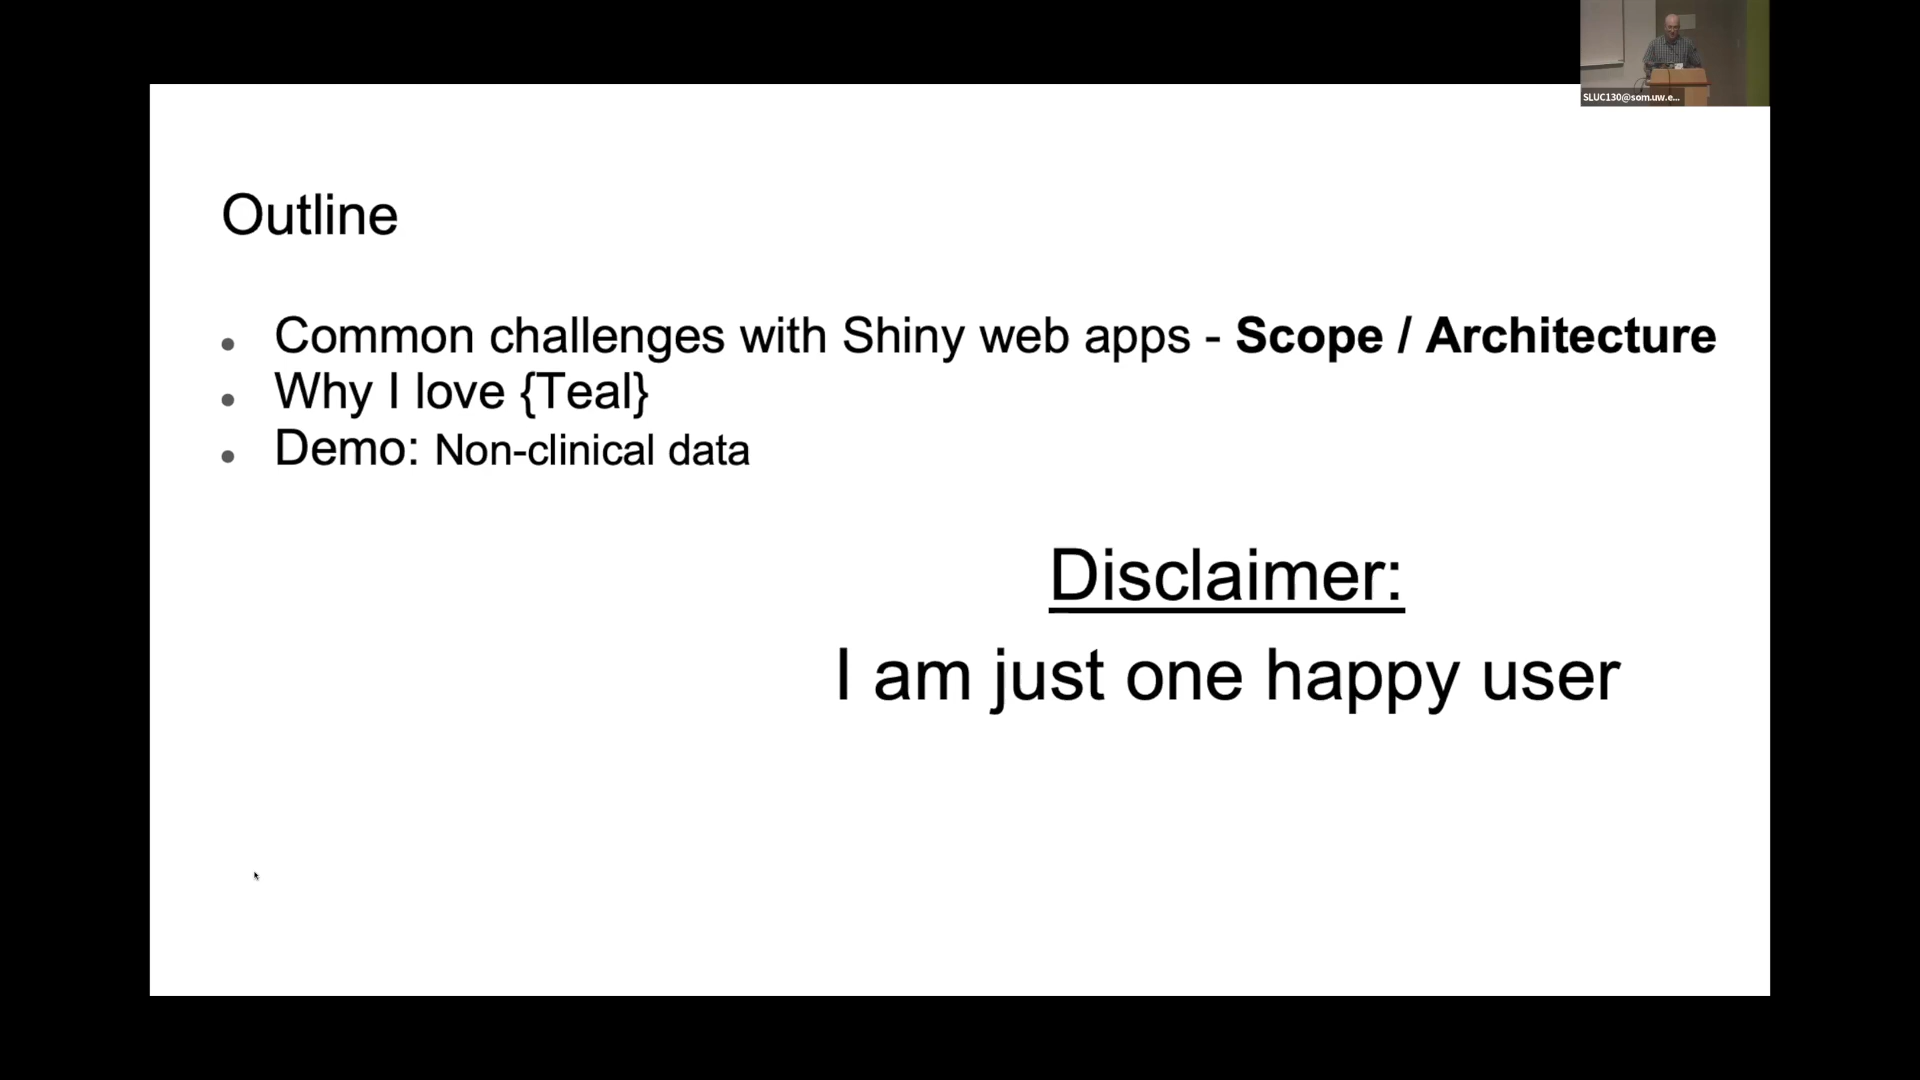 SLUC130@som.uw.e...
Outline
Common challenges with Shiny web apps - Scope / Architecture
Why I love {Teal}
Demo: Non-clinical data
Disclaimer:
I am just one happy user